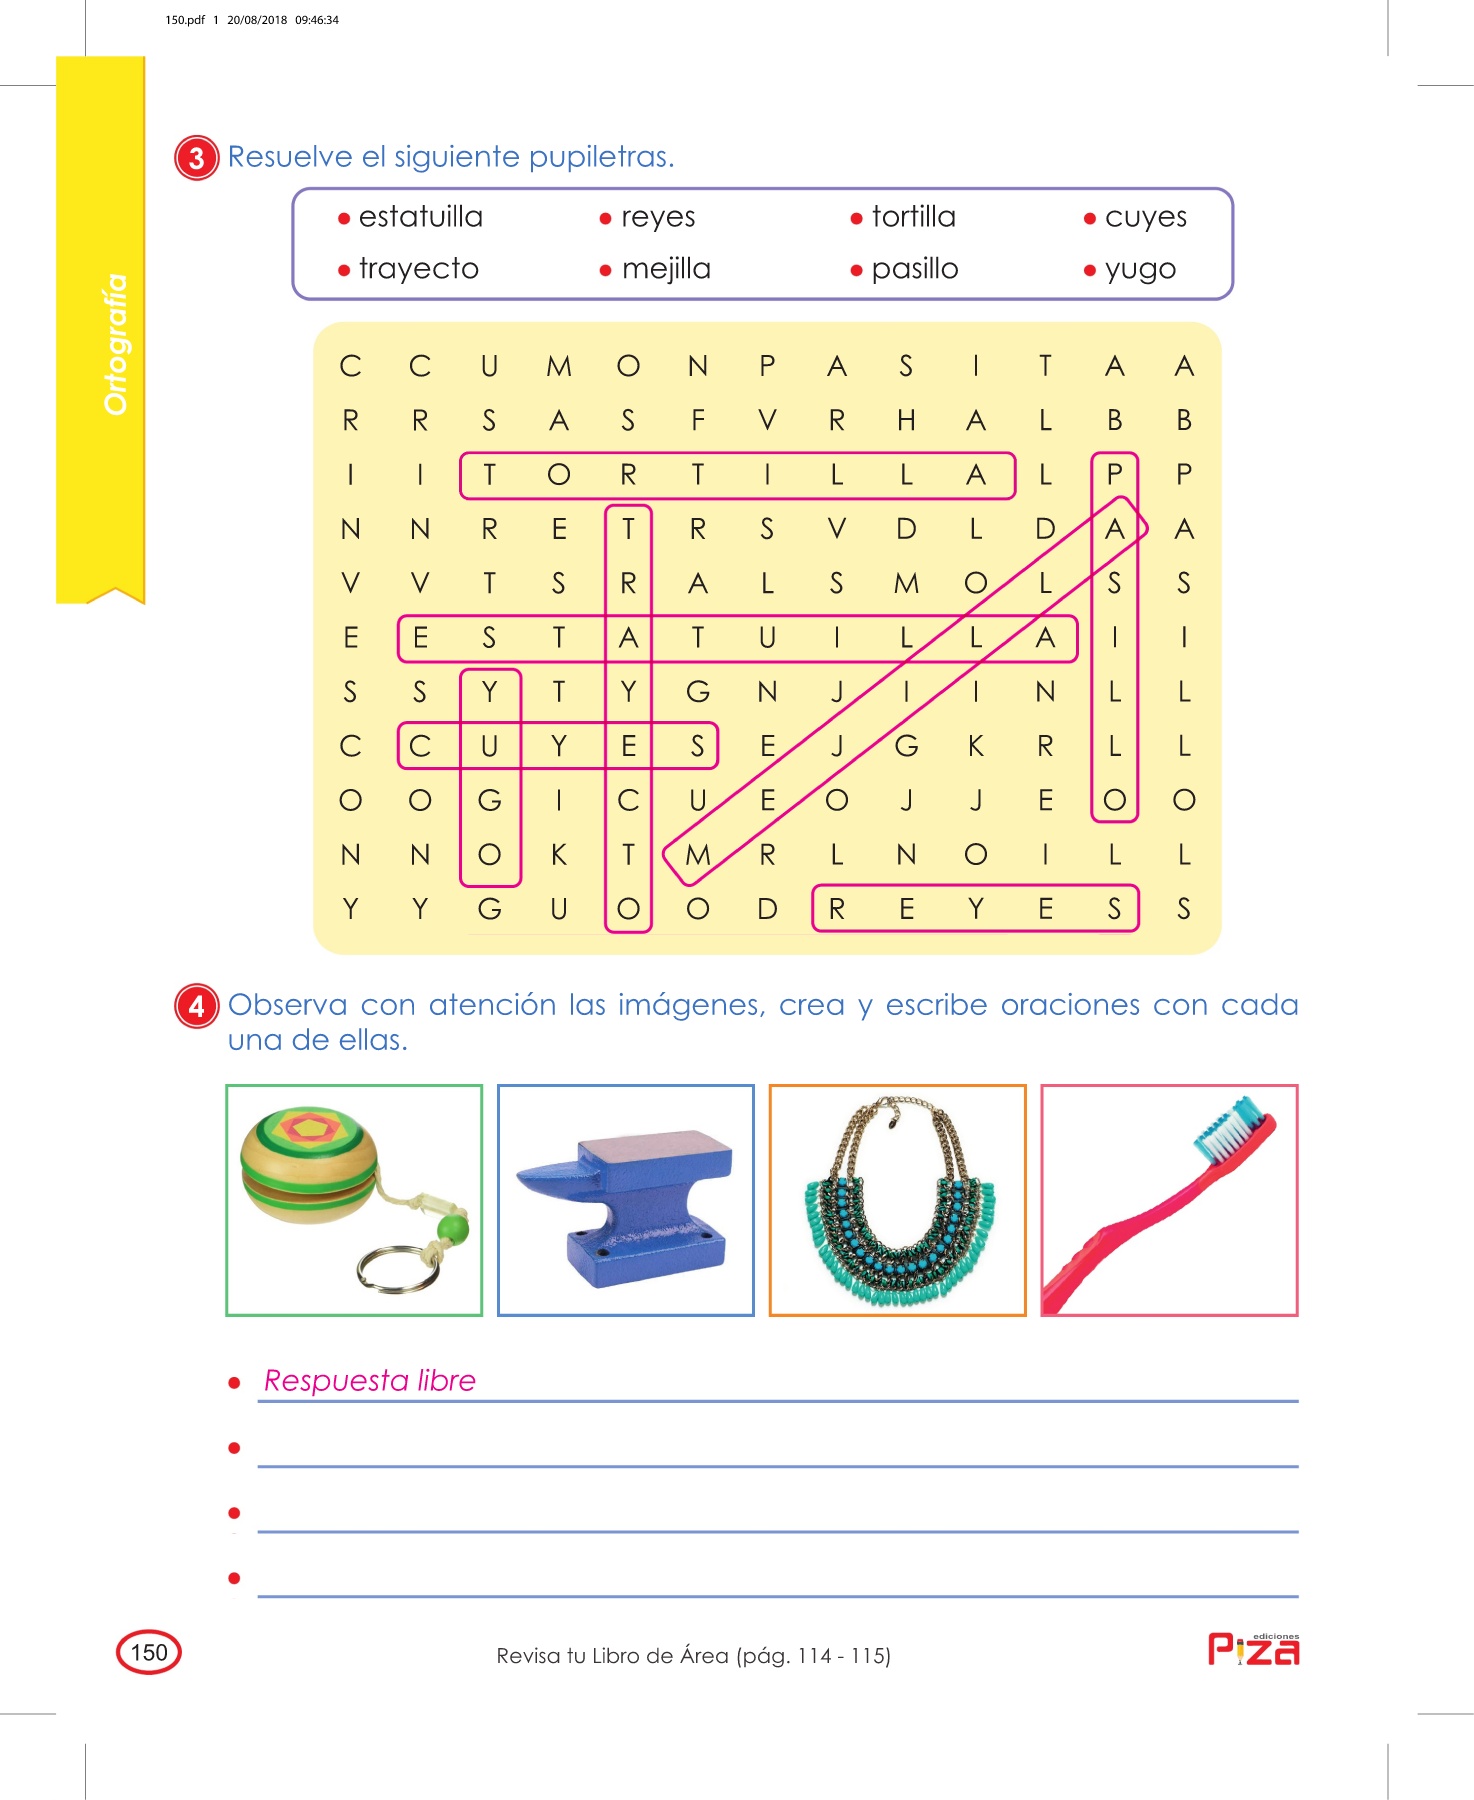 150.pdf 1 20/08/2018 09:46:34
Ortografía
3 Resuelve el siguiente pupiletras.
• estatuilla • reyes • tortilla • cuyes
• trayecto • mejilla • pasillo • yugo
C C U M O N P A S I T A A
R R S A S F V R H A L B B
I I T O R T I L L A L P P
N N R E T R S V D L D A A
V V T S R A L S M O L S S
E E S T A T U I L L A I I
S S Y T Y G N J I I N L L
C C U Y E S E J G K R L L
O O G I C U E O J J E O O
N N O K T M R L N O I L L
Y Y G U O O D R E Y E S S
4 Observa con atención las imágenes, crea y escribe oraciones con cada
una de ellas.
• Respuesta libre
•
•
•
150
Revisa tu Libro de Área (pág. 114 - 115)
ediciones
Piza